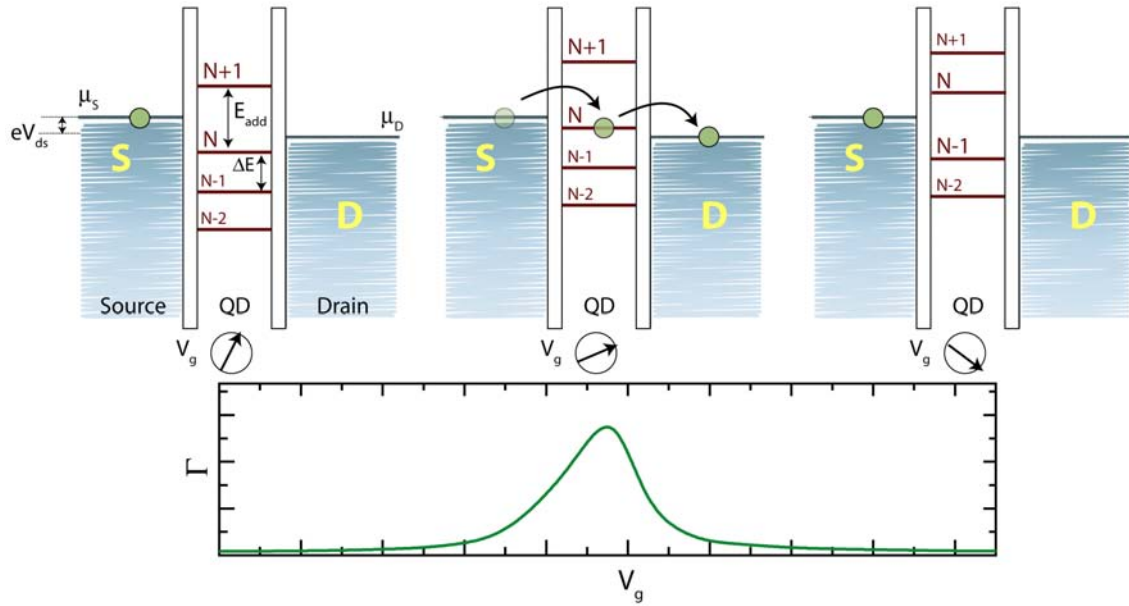 N+1
μS
Eadd
eVds
N
S
ΔE
N-1
N-2
D
μD
Source
QD
Drain
Vg
N+1
N
S
N-1
N-2
D
QD
Vg
N+1
N
S
N-1
N-2
D
QD
Vg
Γ
Vg